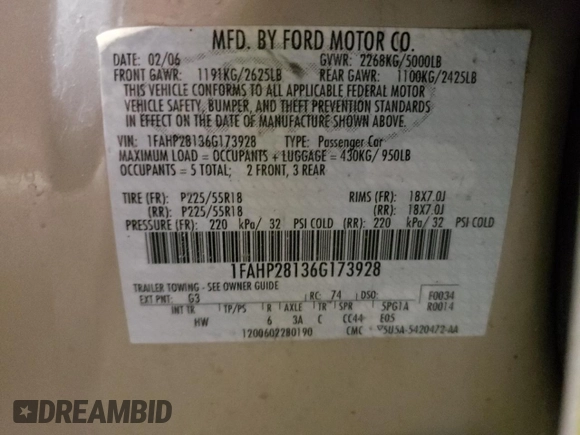 MFD. BY FORD MOTOR CO.
DATE: 02/06 GVWR: 2268KG/5000LB
FRONT GAWR: 1191KG/2625LB REAR GAWR: 1100KG/2425LB
THIS VEHICLE CONFORMS TO ALL APPLICABLE FEDERAL MOTOR
VEHICLE SAFETY, BUMPER, AND THEFT PREVENTION STANDARDS
IN EFFECT ON THE DATE OF MANUFACTURE SHOWN ABOVE.
VIN: 1FAHP28136G173928 TYPE: Passenger Car
MAXIMUM LOAD = OCCUPANTS + LUGGAGE = 430KG/ 950LB
OCCUPANTS = 5 TOTAL; 2 FRONT, 3 REAR
TIRE (FR): P225/55R18 RIMS (FR): 18X7.0J
(RR): P225/55R18 (RR): 18X7.0J
PRESSURE (FR): 220 kPa/ 32 PSI COLD (RR): 220 kPa/ 32 PSI COLD
1FAHP28136G173928
TRAILER TOWING - SEE OWNER GUIDE
EXT PNT: G3 RC: 74 DSO: F0034
INT TR TP/PS R AXLE TR SPR 5PG1A R0014
HW 6 3A C CC44 E05
1200602280190 CMC 5U5A-5420472-AA
DREAMBID